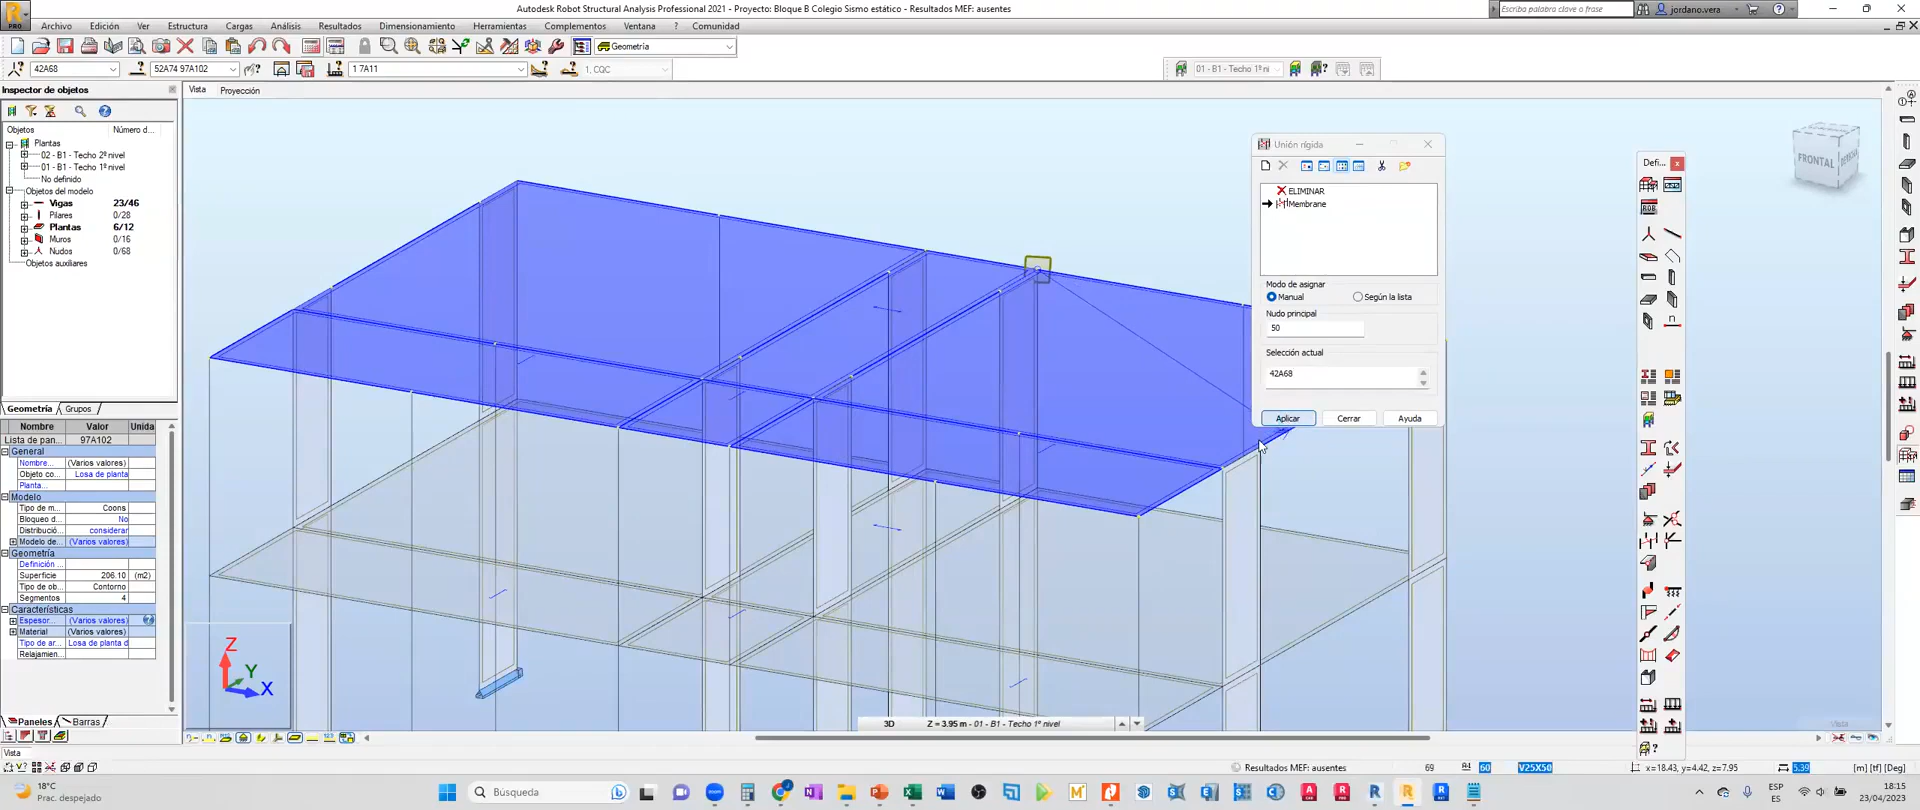 Autodesk Robot Structural Analysis Professional 2021 - Proyecto: Bloque B Colegio Sismo estático - Resultados MEF: ausentes
Escriba palabra clave o frase
jordano.vera
PRO
Archivo Edición Ver Estructura Cargas Análisis Resultados Dimensionamiento Herramientas Complementos Ventana Comunidad
Geometría
42A68
52A74 97A102
1 7A11
1. CQC
01 - B1 - Techo 1º ni
Inspector de objetos
Vista Proyección
Objetos Número d...
Plantas
02 - B1 - Techo 2º nivel
01 - B1 - Techo 1º nivel
No definido
Objetos del modelo
Vigas 23/46
Pilares 0/28
Plantas 6/12
Muros 0/16
Nudos 0/68
Objetos auxiliares
Geometría Grupos
Nombre Valor Unida
Lista de pan... 97A102
General
Nombre... (Varios valores)
Objeto co... Losa de planta
Planta...
Modelo
Tipo de m... Coons
Bloqueo d... No
Distribució... considerar
Modelo de... (Varios valores)
Geometría
Definición ...
Superficie 206.10 (m2)
Tipo de ob... Contorno
Segmentos 4
Características
Espesor... (Varios valores)
Material (Varios valores)
Tipo de ar... Losa de planta d
Relajamien...
Paneles Barras
Vista
Unión rígida
ELIMINAR
Membrane
Modo de asignar
Manual Según la lista
Nudo principal
50
Selección actual
42A68
Aplicar Cerrar Ayuda
Defi...
FRONTAL
DERECHA
Z
Y
X
3D Z = 3.95 m - 01 - B1 - Techo 1º nivel
Vista
Resultados MEF: ausentes
69
60
V25X50
x=18.43, y=4.42, z=7.95
5.39
[m] [tf] [Deg]
18°C
Prac. despejado
Búsqueda
ESP
ES
18:15
23/04/2023